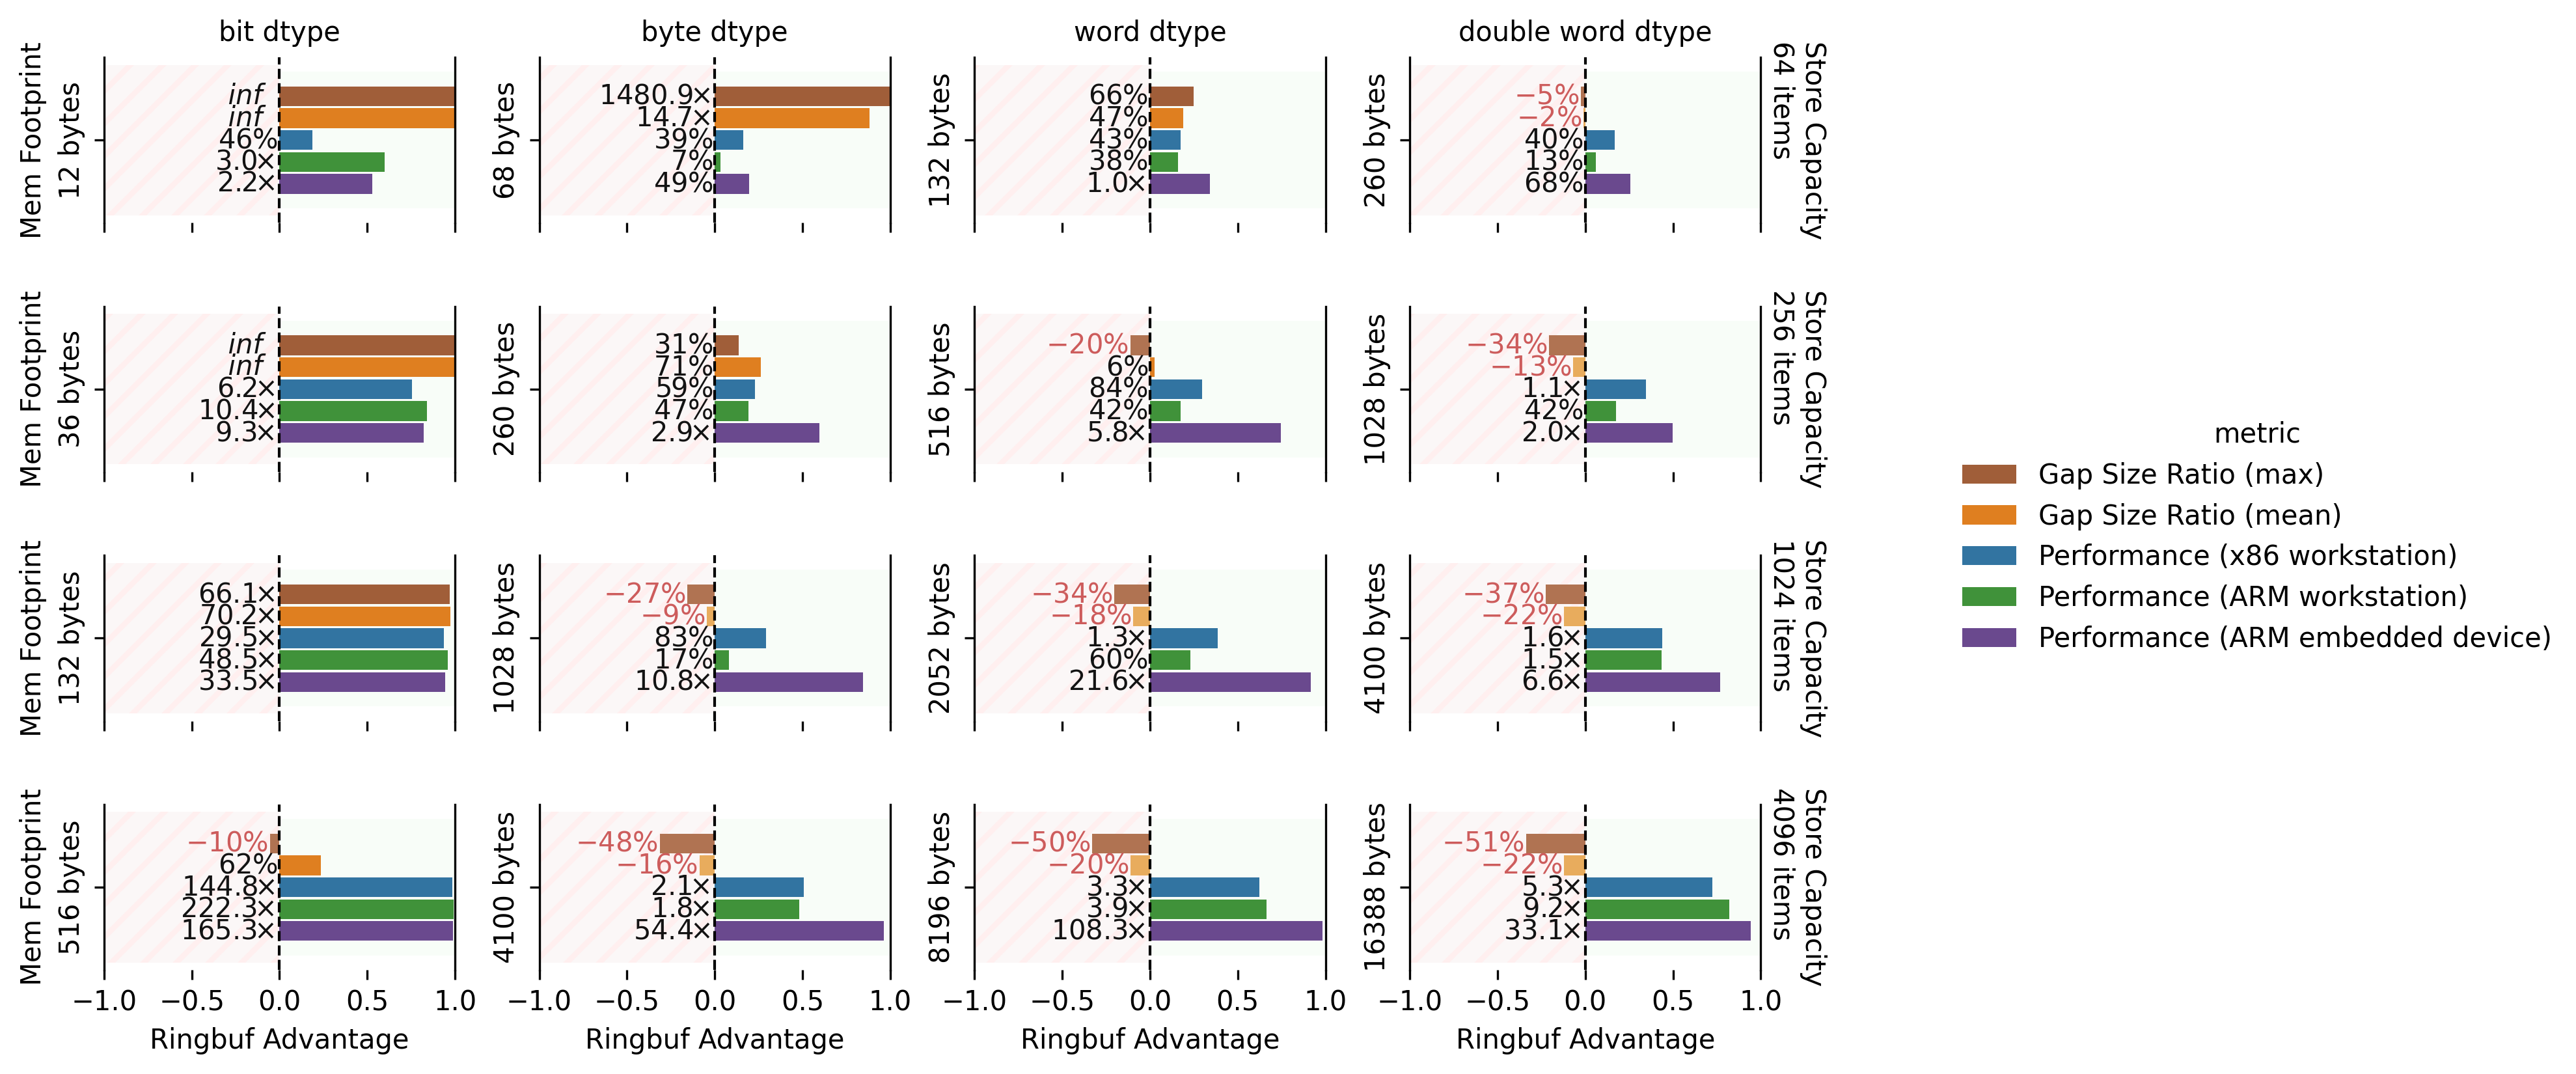 bit dtype
byte dtype
word dtype
double word dtype
Mem Footprint
12 bytes
inf
inf
46%
3.0×
2.2×
68 bytes
1480.9×
14.7×
39%
7%
49%
132 bytes
66%
47%
43%
38%
1.0×
260 bytes
−5%
−2%
40%
13%
68%
Store Capacity
64 items
Mem Footprint
36 bytes
inf
inf
6.2×
10.4×
9.3×
260 bytes
31%
71%
59%
47%
2.9×
516 bytes
−20%
6%
84%
42%
5.8×
1028 bytes
−34%
−13%
1.1×
42%
2.0×
Store Capacity
256 items
Mem Footprint
132 bytes
66.1×
70.2×
29.5×
48.5×
33.5×
1028 bytes
−27%
−9%
83%
17%
10.8×
2052 bytes
−34%
−18%
1.3×
60%
21.6×
4100 bytes
−37%
−22%
1.6×
1.5×
6.6×
Store Capacity
1024 items
Mem Footprint
516 bytes
−10%
62%
144.8×
222.3×
165.3×
4100 bytes
−48%
−16%
2.1×
1.8×
54.4×
8196 bytes
−50%
−20%
3.3×
3.9×
108.3×
16388 bytes
−51%
−22%
5.3×
9.2×
33.1×
Store Capacity
4096 items
−1.0 −0.5 0.0 0.5 1.0
−1.0 −0.5 0.0 0.5 1.0
−1.0 −0.5 0.0 0.5 1.0
−1.0 −0.5 0.0 0.5 1.0
Ringbuf Advantage
Ringbuf Advantage
Ringbuf Advantage
Ringbuf Advantage
metric
Gap Size Ratio (max)
Gap Size Ratio (mean)
Performance (x86 workstation)
Performance (ARM workstation)
Performance (ARM embedded device)